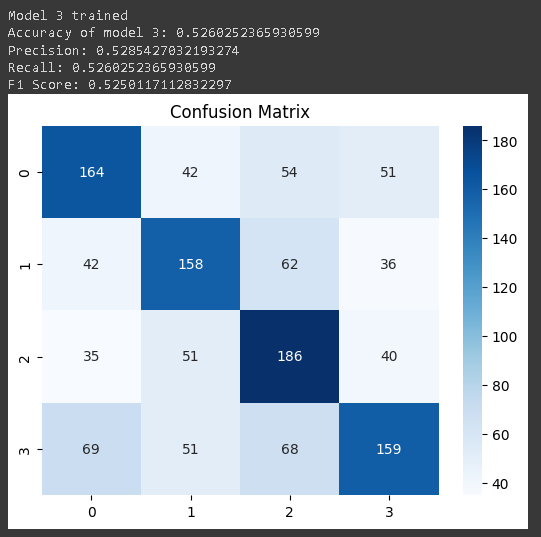 Model 3 trained
Accuracy of model 3: 0.5260252365930599
Precision: 0.5285427032193274
Recall: 0.5260252365930599
F1 Score: 0.5250117112832297
Confusion Matrix
0 164 42 54 51
1 42 158 62 36
2 35 51 186 40
3 69 51 68 159
0 1 2 3
180
160
140
120
100
80
60
40